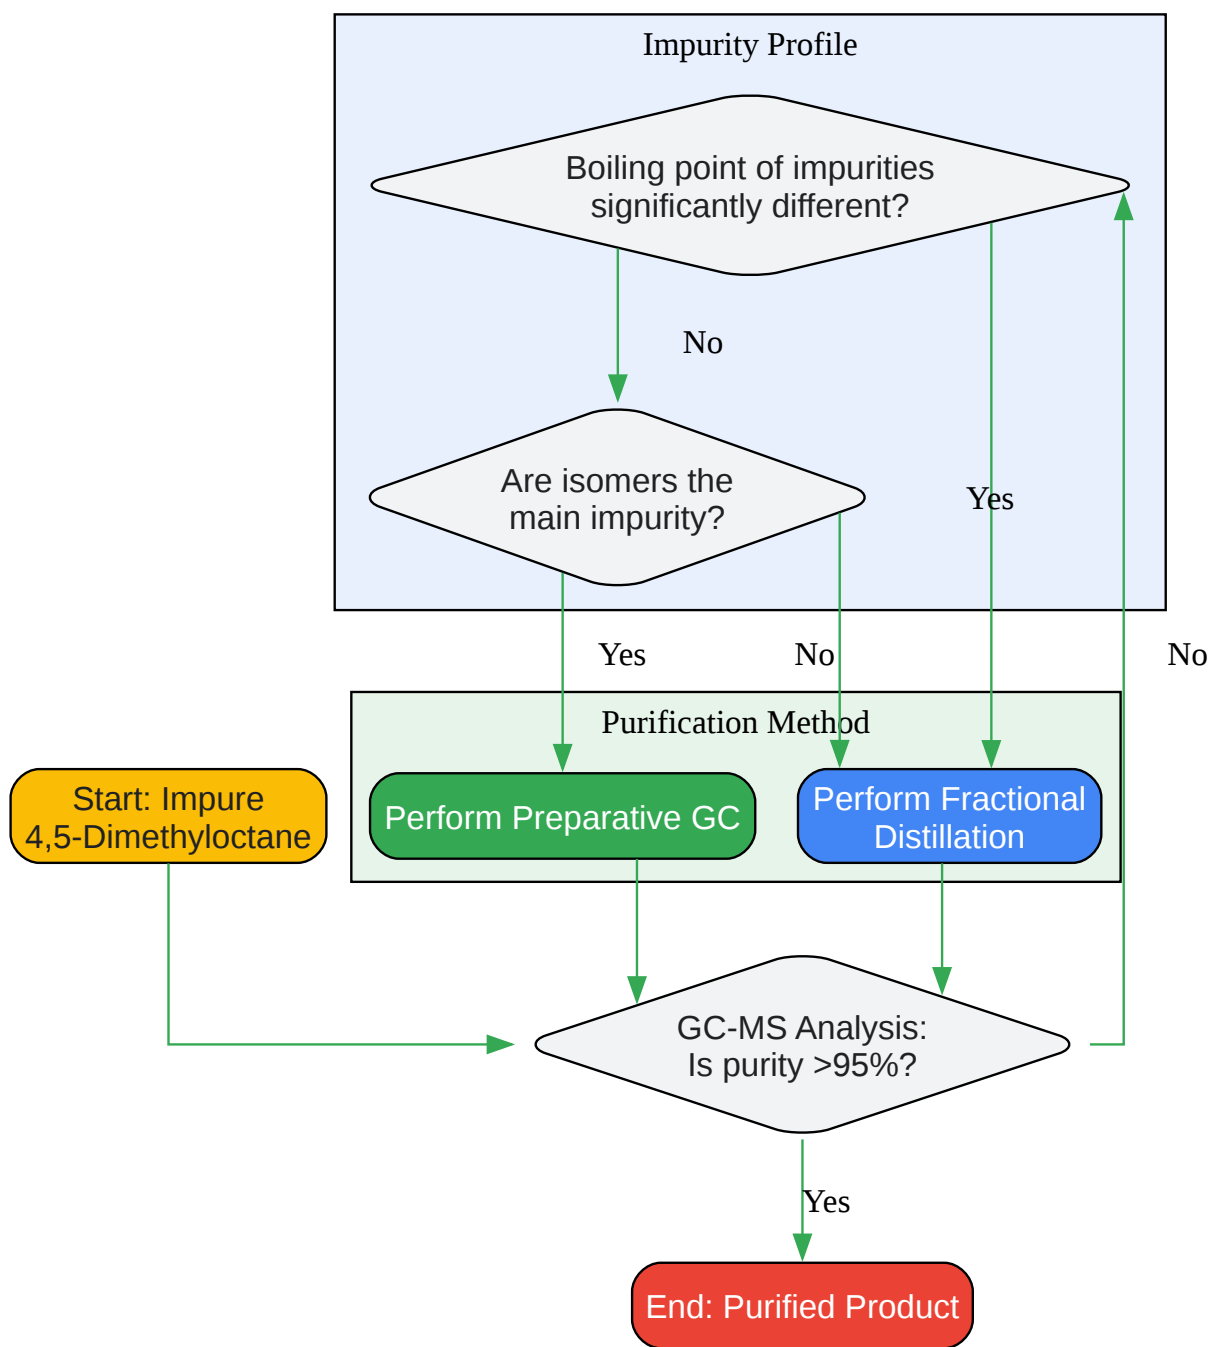 Impurity Profile
Boiling point of impurities
significantly different?
No
Are isomers the
main impurity?
Yes
Yes
No
No
Purification Method
Start: Impure
4,5-Dimethyloctane
Perform Preparative GC
Perform Fractional
Distillation
GC-MS Analysis:
Is purity >95%?
Yes
End: Purified Product